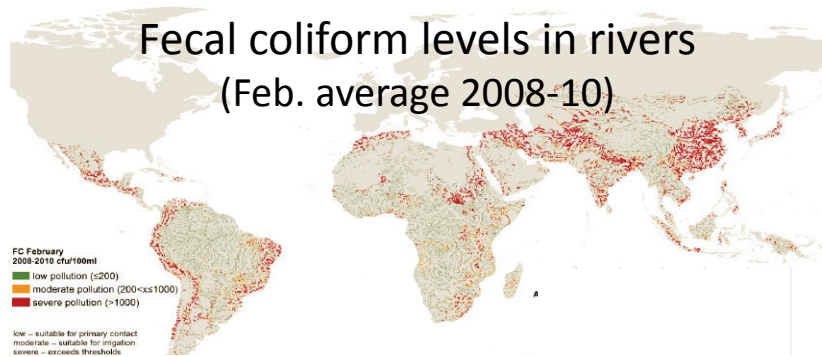 Fecal coliform levels in rivers
(Feb. average 2008-10)
FC February
2008-2010 cfu/100ml
low pollution (≤200)
moderate pollution (200<x≤1000)
severe pollution (>1000)
low – suitable for primary contact
moderate – suitable for irrigation
severe – exceeds thresholds
A